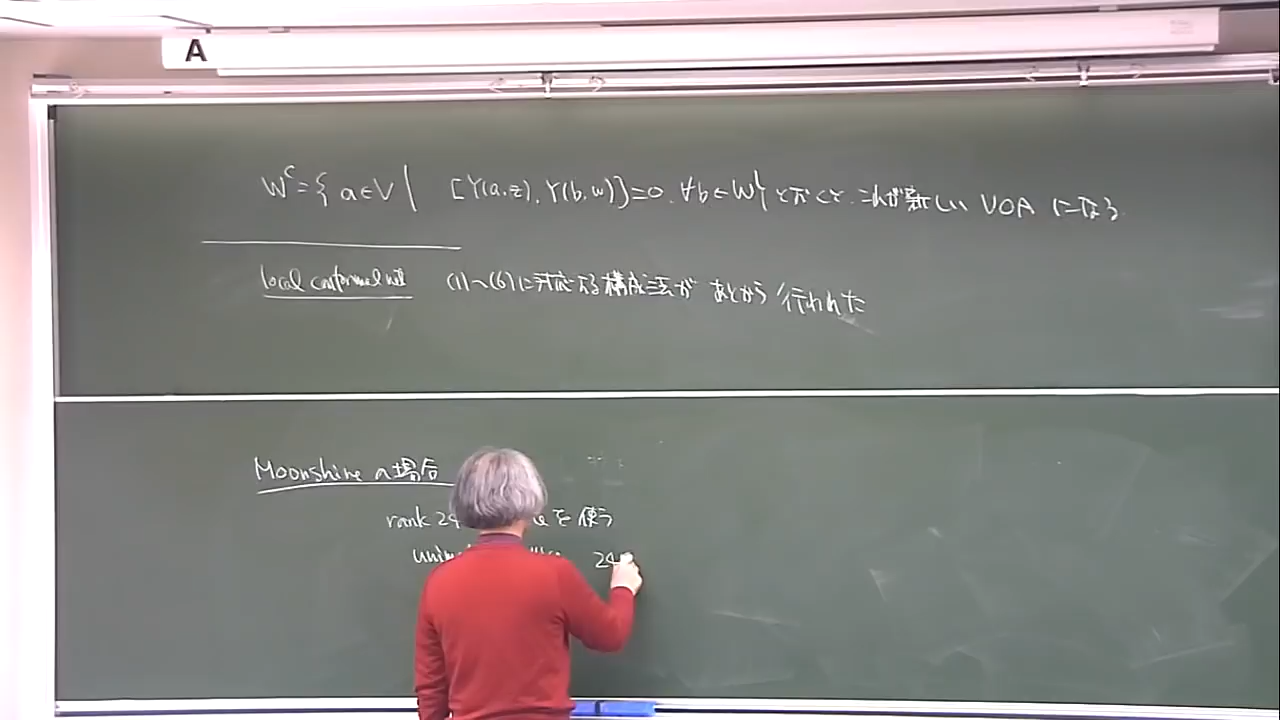 A
W^c = { a ∈ V | [Y(a,z), Y(b,w)] = 0, ∀b ∈ W } とおくと、これが新しい VOA になる
local conformal net (1)〜(6)に対応する構成法が あとから 行われた
Moonshine の場合
rank 24 を 使う
24